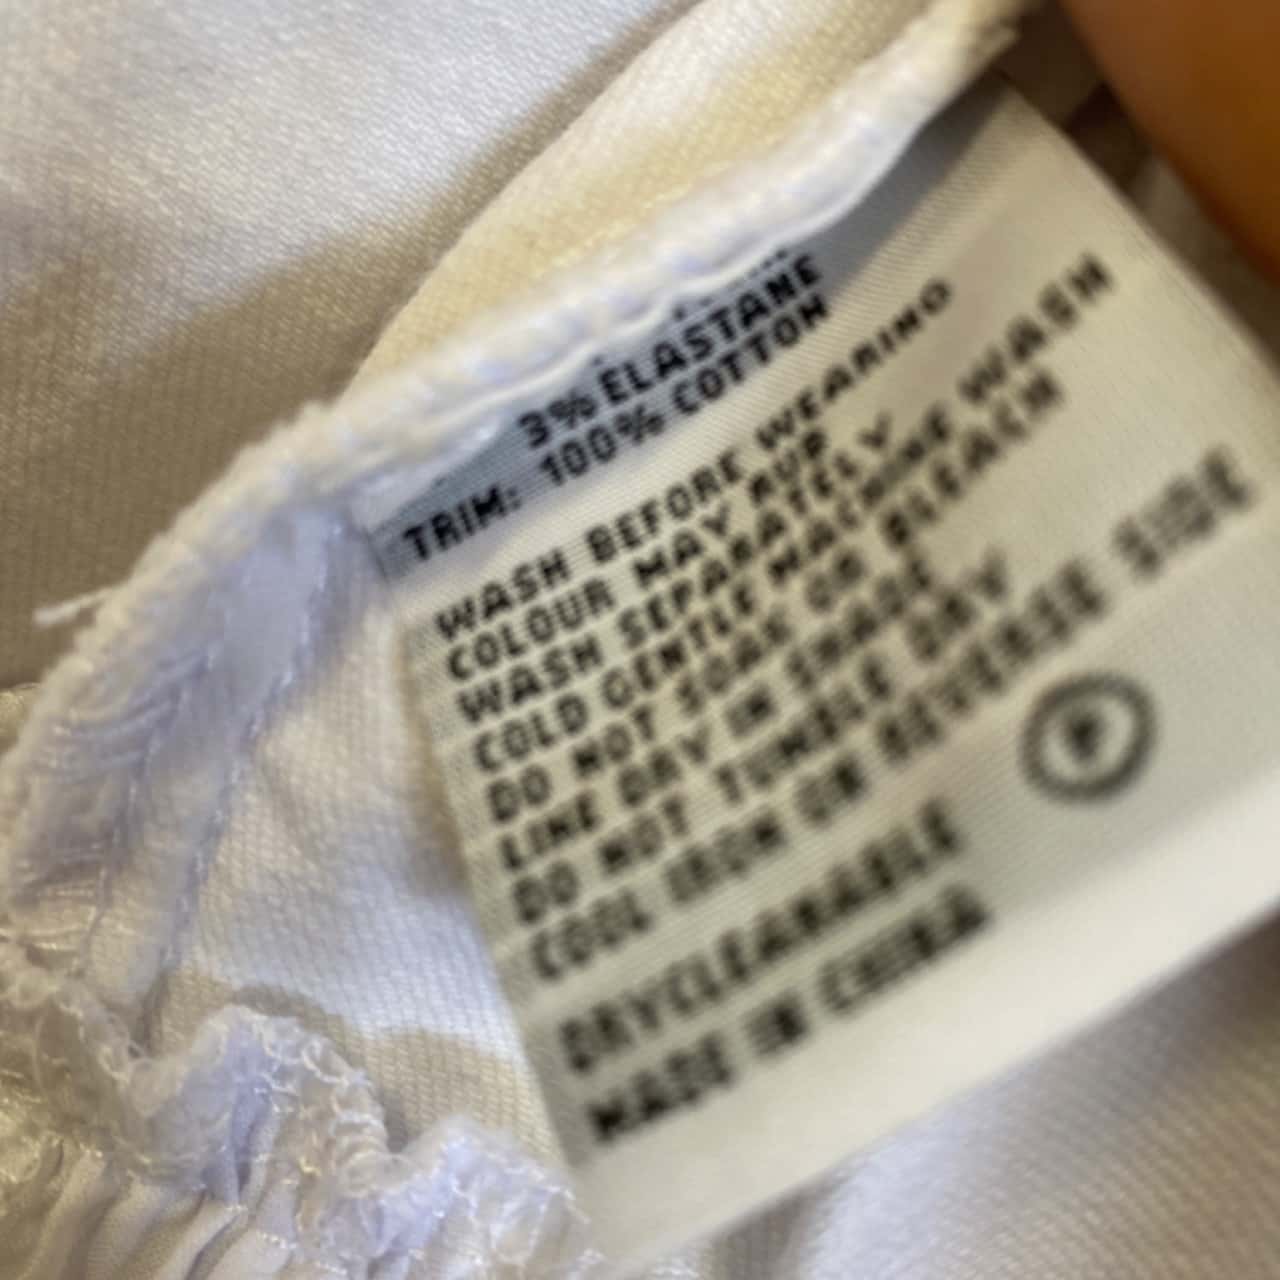 3% ELASTANE
TRIM: 100% COTTON
WASH BEFORE WEARING
COLOUR MAY RUB
WASH SEPARATELY
COLD GENTLE MACHINE WASH
DO NOT SOAK OR BLEACH
LINE DRY IN SHADE
DO NOT TUMBLE DRY
COOL IRON ON REVERSE SIDE
DRYCLEANABLE
MADE IN CHINA